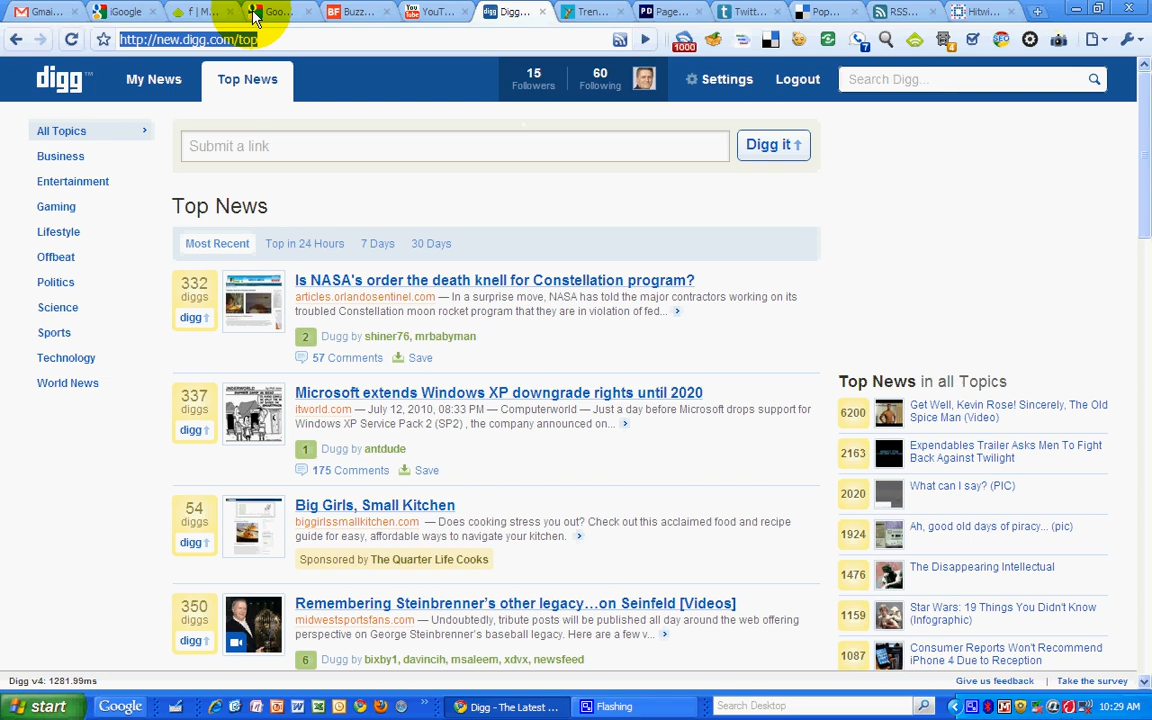 Gmai...
iGoogle
f | M...
Goo...
BF Buzz...
You Tube YouT...
digg Digg...
Tren...
PD Page...
t Twitt...
Pop...
RSS...
Hitwi...
http://new.digg.com/top
1000
SEO
digg™
My News
Top News
15
Followers
60
Following
Settings
Logout
Search Digg...
All Topics
Business
Entertainment
Gaming
Lifestyle
Offbeat
Politics
Science
Sports
Technology
World News
Submit a link
Digg it
Top News
Most Recent
Top in 24 Hours
7 Days
30 Days
332
diggs
digg
Is NASA's order the death knell for Constellation program?
articles.orlandosentinel.com — In a surprise move, NASA has told the major contractors working on its
troubled Constellation moon rocket program that they are in violation of fed...
2 Dugg by shiner76, mrbabyman
57 Comments Save
337
diggs
digg
Microsoft extends Windows XP downgrade rights until 2020
itworld.com — July 12, 2010, 08:33 PM — Computerworld — Just a day before Microsoft drops support for
Windows XP Service Pack 2 (SP2) , the company announced on...
1 Dugg by antdude
175 Comments Save
54
diggs
digg
Big Girls, Small Kitchen
biggirlssmallkitchen.com — Does cooking stress you out? Check out this acclaimed food and recipe
guide for easy, affordable ways to navigate your kitchen.
Sponsored by The Quarter Life Cooks
350
diggs
digg
Remembering Steinbrenner's other legacy…on Seinfeld [Videos]
midwestsportsfans.com — Undoubtedly, tribute posts will be published all day around the web offering
perspective on George Steinbrenner's baseball legacy. Here are a few v...
6 Dugg by bixby1, davincih, msaleem, xdvx, newsfeed
Top News in all Topics
6200
Get Well, Kevin Rose! Sincerely, The Old
Spice Man (Video)
2163
Expendables Trailer Asks Men To Fight
Back Against Twilight
2020
What can I say? (PIC)
1924
Ah, good old days of piracy... (pic)
1476
The Disappearing Intellectual
1159
Star Wars: 19 Things You Didn't Know
(Infographic)
1087
Consumer Reports Won't Recommend
iPhone 4 Due to Reception
Digg v4: 1281.99ms
Give us feedback
Take the survey
start
Google
Digg - The Latest ...
Flashing
Search Desktop
10:29 AM